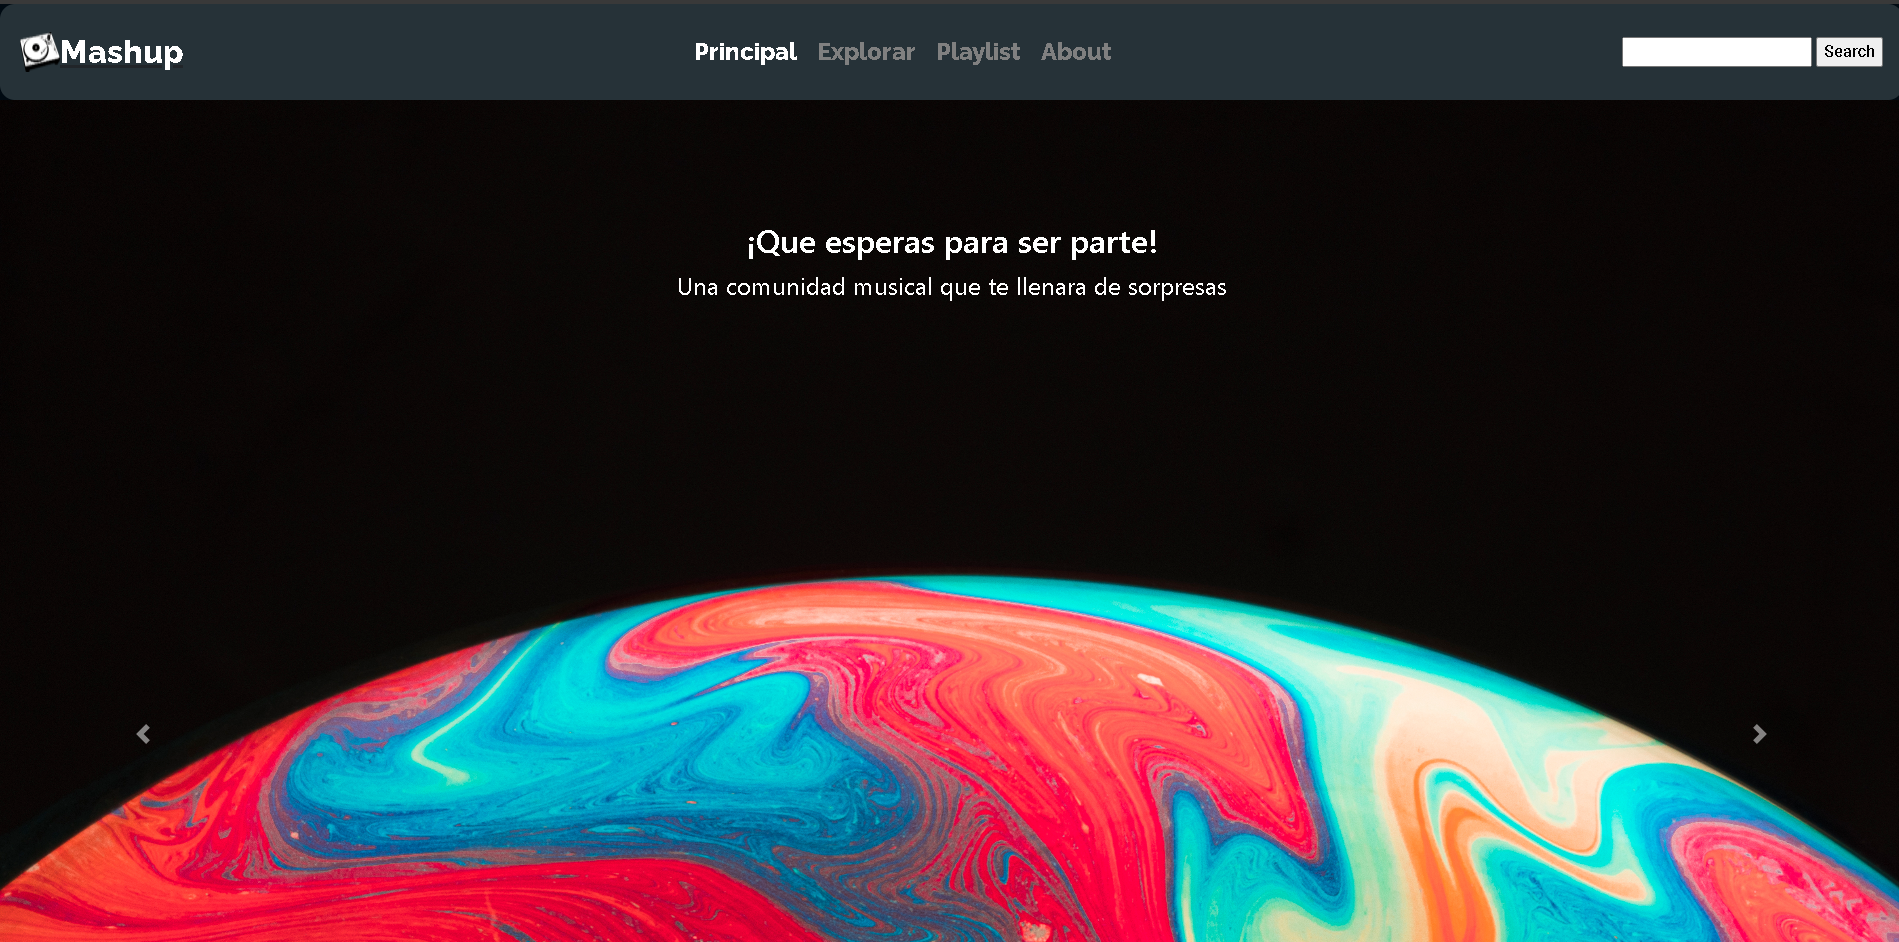 Mashup
Principal Explorar Playlist About
Search
¡Que esperas para ser parte!
Una comunidad musical que te llenara de sorpresas